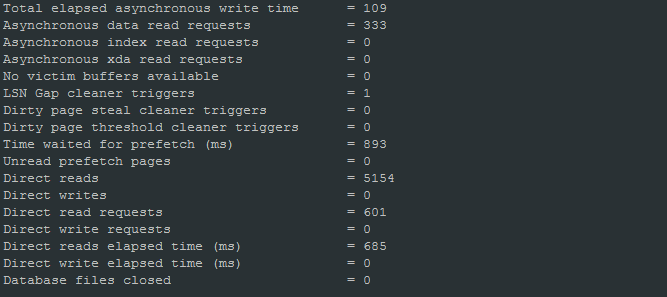 Total elapsed asynchronous write time = 109
Asynchronous data read requests = 333
Asynchronous index read requests = 0
Asynchronous xda read requests = 0
No victim buffers available = 0
LSN Gap cleaner triggers = 1
Dirty page steal cleaner triggers = 0
Dirty page threshold cleaner triggers = 0
Time waited for prefetch (ms) = 893
Unread prefetch pages = 0
Direct reads = 5154
Direct writes = 0
Direct read requests = 601
Direct write requests = 0
Direct reads elapsed time (ms) = 685
Direct write elapsed time (ms) = 0
Database files closed = 0